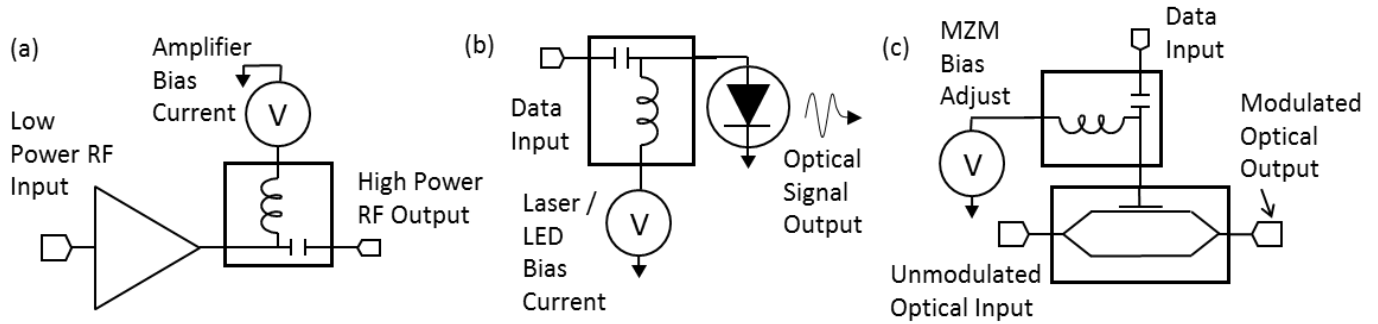 (a)
Amplifier
Bias
Current
V
Low
Power RF
Input
High Power
RF Output
(b)
Data
Input
Laser /
LED
Bias
Current
V
Optical
Signal
Output
(c)
MZM
Bias
Adjust
Data
Input
V
Modulated
Optical
Output
Unmodulated
Optical Input